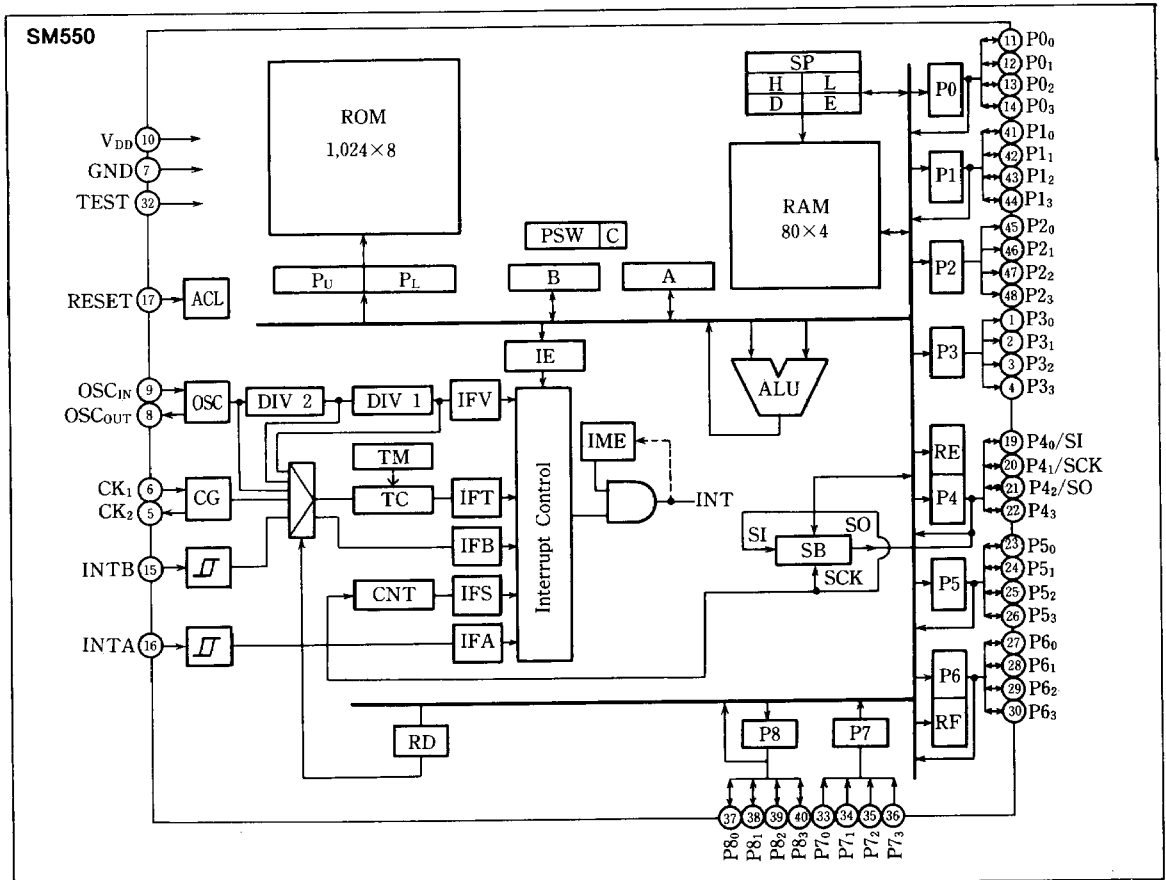 SM550
ROM
1,024×8
SP
H L
D E
RAM
80×4
PSW C
P_U P_L
B
A
V_DD 10
GND 7
TEST 32
RESET 17
ACL
OSC_IN 9
OSC_OUT 8
OSC
DIV 2
DIV 1
IFV
IE
ALU
CK₁ 6
CK₂ 5
CG
TM
TC
IFT
IFB
INTB 15
CNT
IFS
INTA 16
IFA
Interrupt Control
IME
INT
SI
SB
SO
SCK
RD
P0
11 P0₀
12 P0₁
13 P0₂
14 P0₃
P1
41 P1₀
42 P1₁
43 P1₂
44 P1₃
P2
45 P2₀
46 P2₁
47 P2₂
48 P2₃
P3
1 P3₀
2 P3₁
3 P3₂
4 P3₃
RE
P4
19 P4₀/SI
20 P4₁/SCK
21 P4₂/SO
22 P4₃
P5
23 P5₀
24 P5₁
25 P5₂
26 P5₃
P6
RF
27 P6₀
28 P6₁
29 P6₂
30 P6₃
P8
P7
37 38 39 40 33 34 35 36
P8₀ P8₁ P8₂ P8₃ P7₀ P7₁ P7₂ P7₃